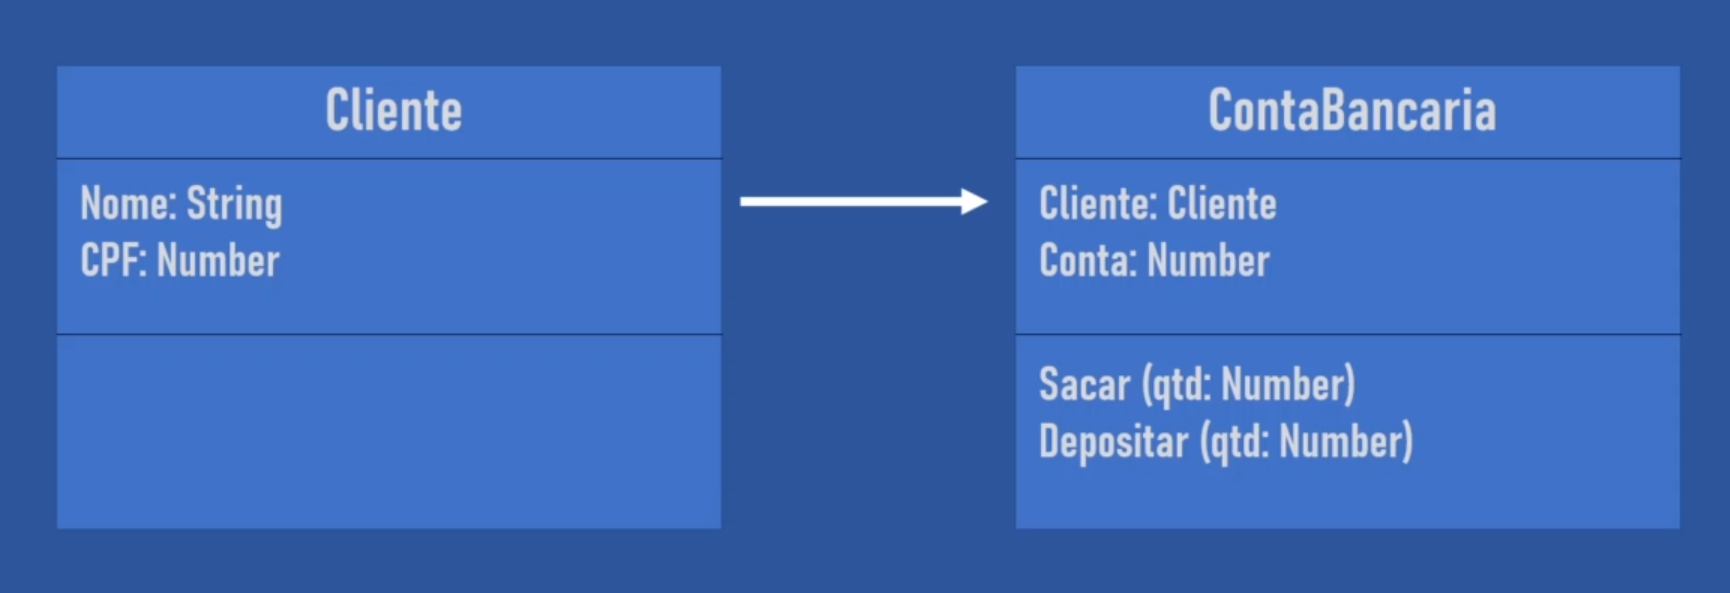 Cliente
Nome: String
CPF: Number
ContaBancaria
Cliente: Cliente
Conta: Number
Sacar (qtd: Number)
Depositar (qtd: Number)